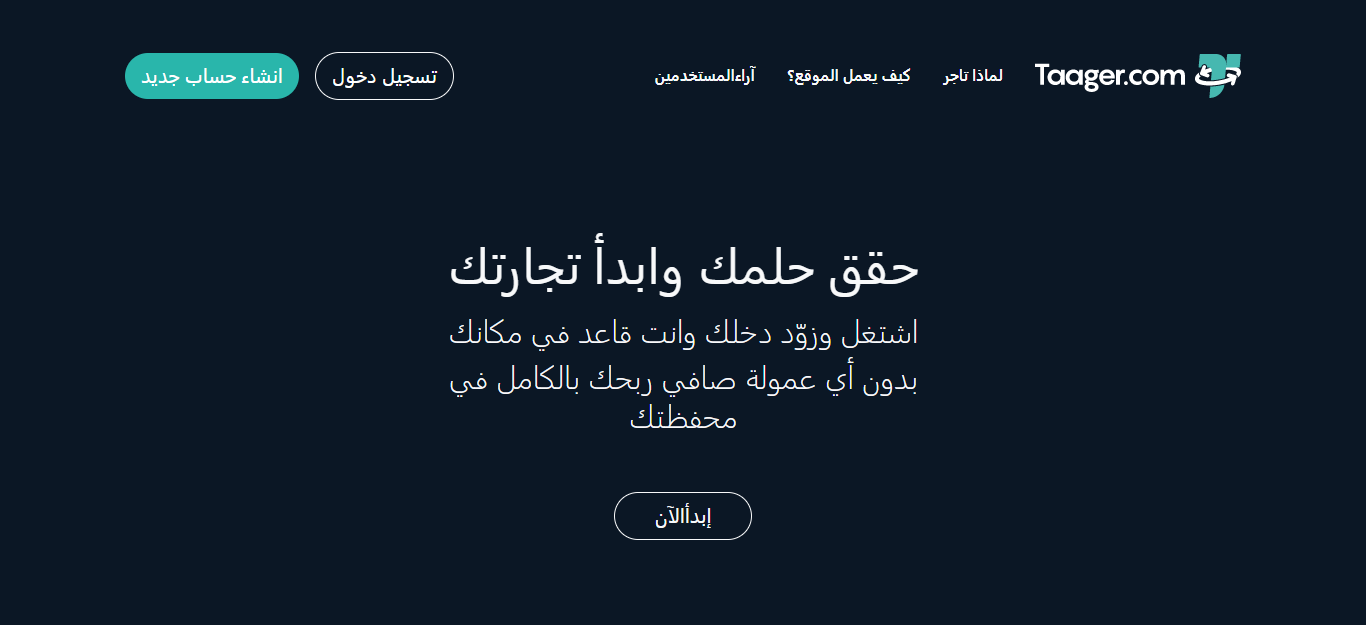 Taager.com
لماذا تاجر
كيف يعمل الموقع؟
آراءالمستخدمين
تسجيل دخول
انشاء حساب جديد
حقق حلمك وابدأ تجارتك
اشتغل وزوّد دخلك وانت قاعد في مكانك
بدون أي عمولة صافي ربحك بالكامل في
محفظتك
إبدأالآن